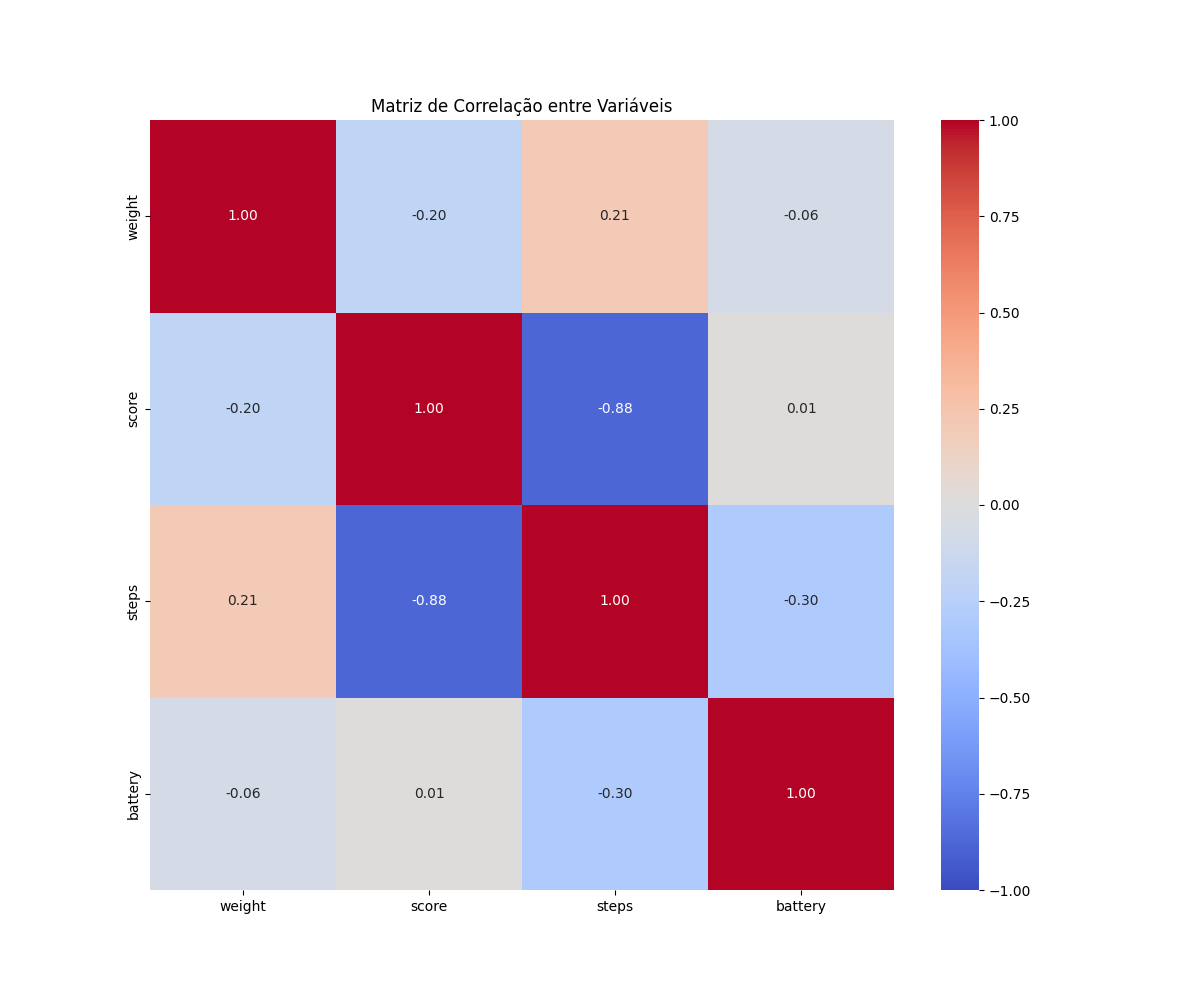 Matriz de Correlação entre Variáveis
weight
1.00
-0.20
0.21
-0.06
score
-0.20
1.00
-0.88
0.01
steps
0.21
-0.88
1.00
-0.30
battery
-0.06
0.01
-0.30
1.00
weight
score
steps
battery
1.00
0.75
0.50
0.25
0.00
−0.25
−0.50
−0.75
−1.00